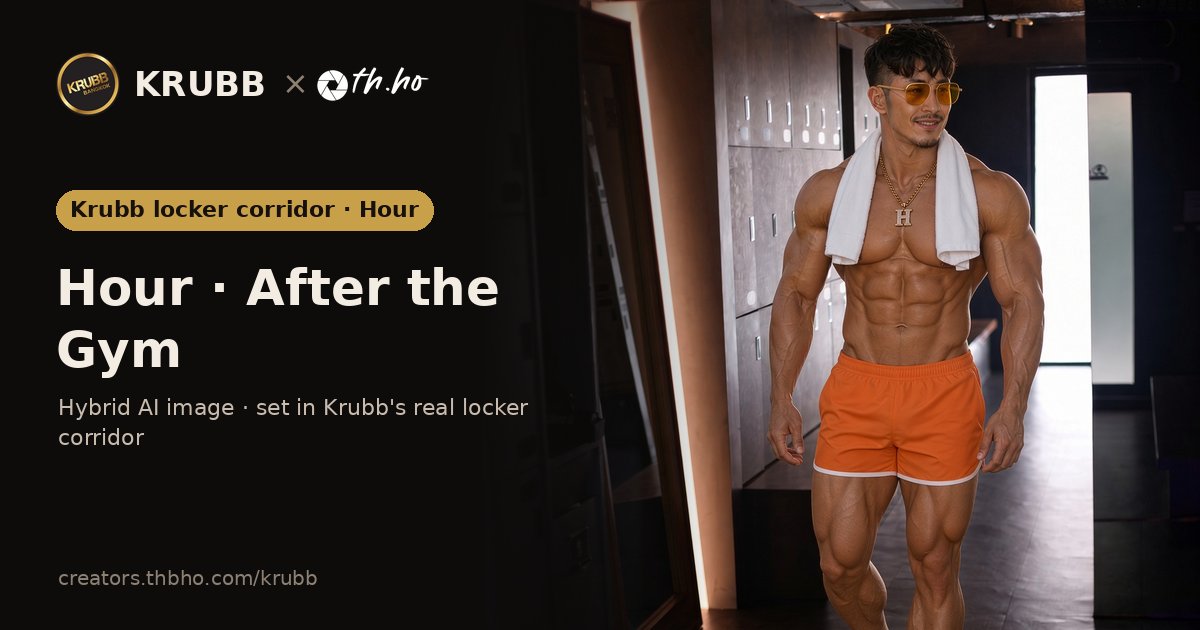 KRUBB
BANGKOK
KRUBB × th.ho
Krubb locker corridor · Hour
Hour · After the
Gym
Hybrid AI image · set in Krubb's real locker
corridor
creators.thbho.com/krubb
H